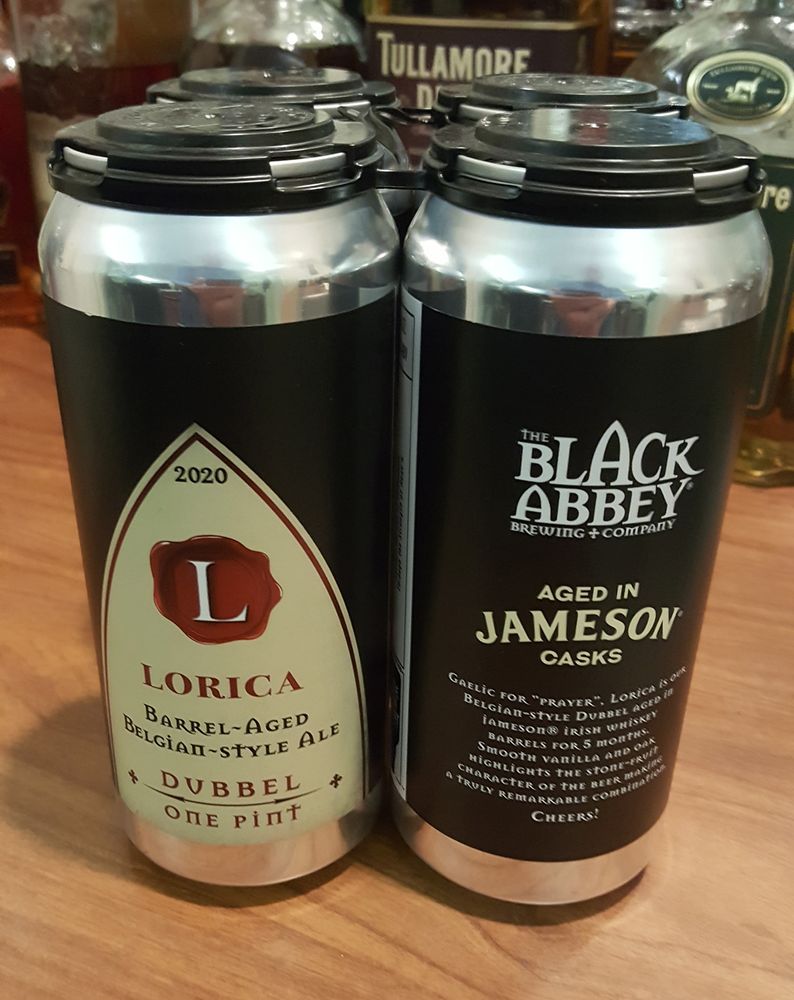 TULLAMORE
2020
L
LORICA
BARREL-AGED
BELGIAN-STYLE ALE
DUBBEL
ONE PINT
THE
BLACK
ABBEY®
BREWING + COMPANY
AGED IN
JAMESON®
CASKS
GAELIC FOR "PRAYER", LORICA IS OUR
BELGIAN-STYLE DUBBEL AGED IN
JAMESON® IRISH WHISKEY
BARRELS FOR 5 MONTHS.
SMOOTH VANILLA AND OAK
HIGHLIGHTS THE STONE-FRUIT
CHARACTER OF THE BEER MAKING
A TRULY REMARKABLE COMBINATION.
CHEERS!